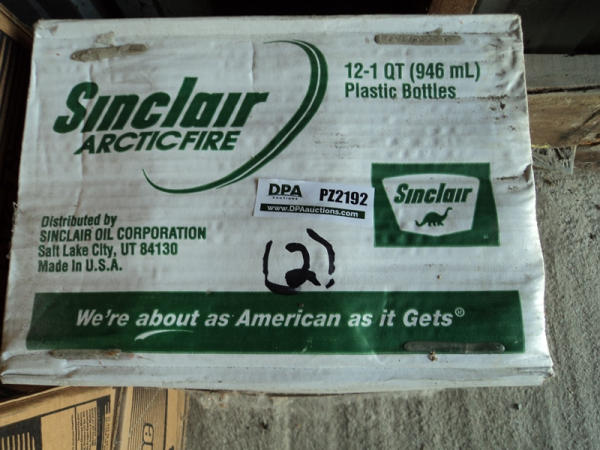 Sinclair
ARCTICFIRE
12-1 QT (946 mL)
Plastic Bottles
DPA
AUCTIONS
PZ2192
www.DPAauctions.com
Sinclair
Distributed by
SINCLAIR OIL CORPORATION
Salt Lake City, UT 84130
Made In U.S.A.
(2)
We're about as American as it Gets®